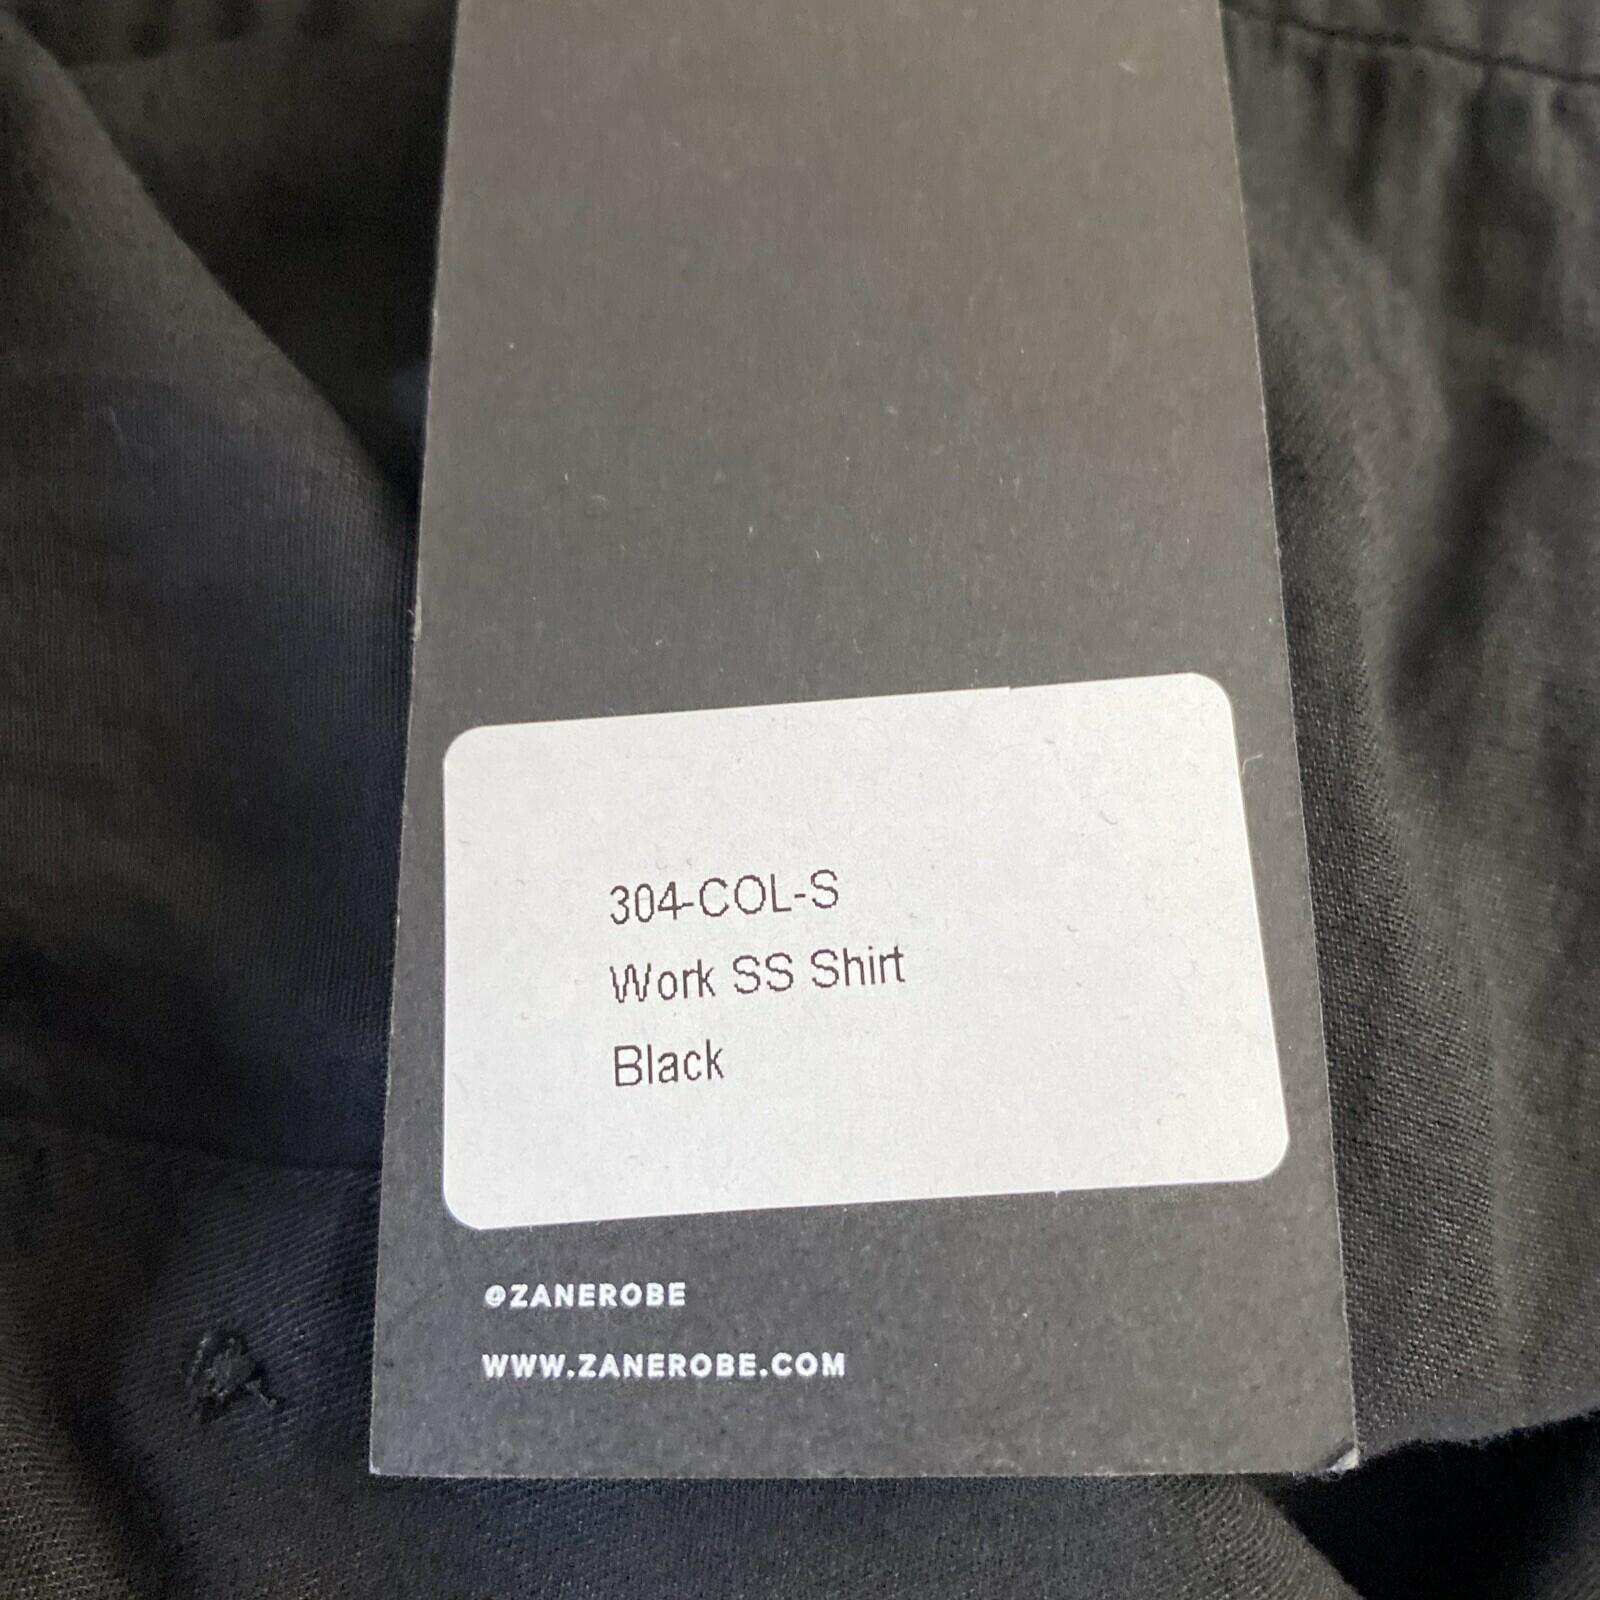 304-COL-S
Work SS Shirt
Black
@ZANEROBE
WWW.ZANEROBE.COM